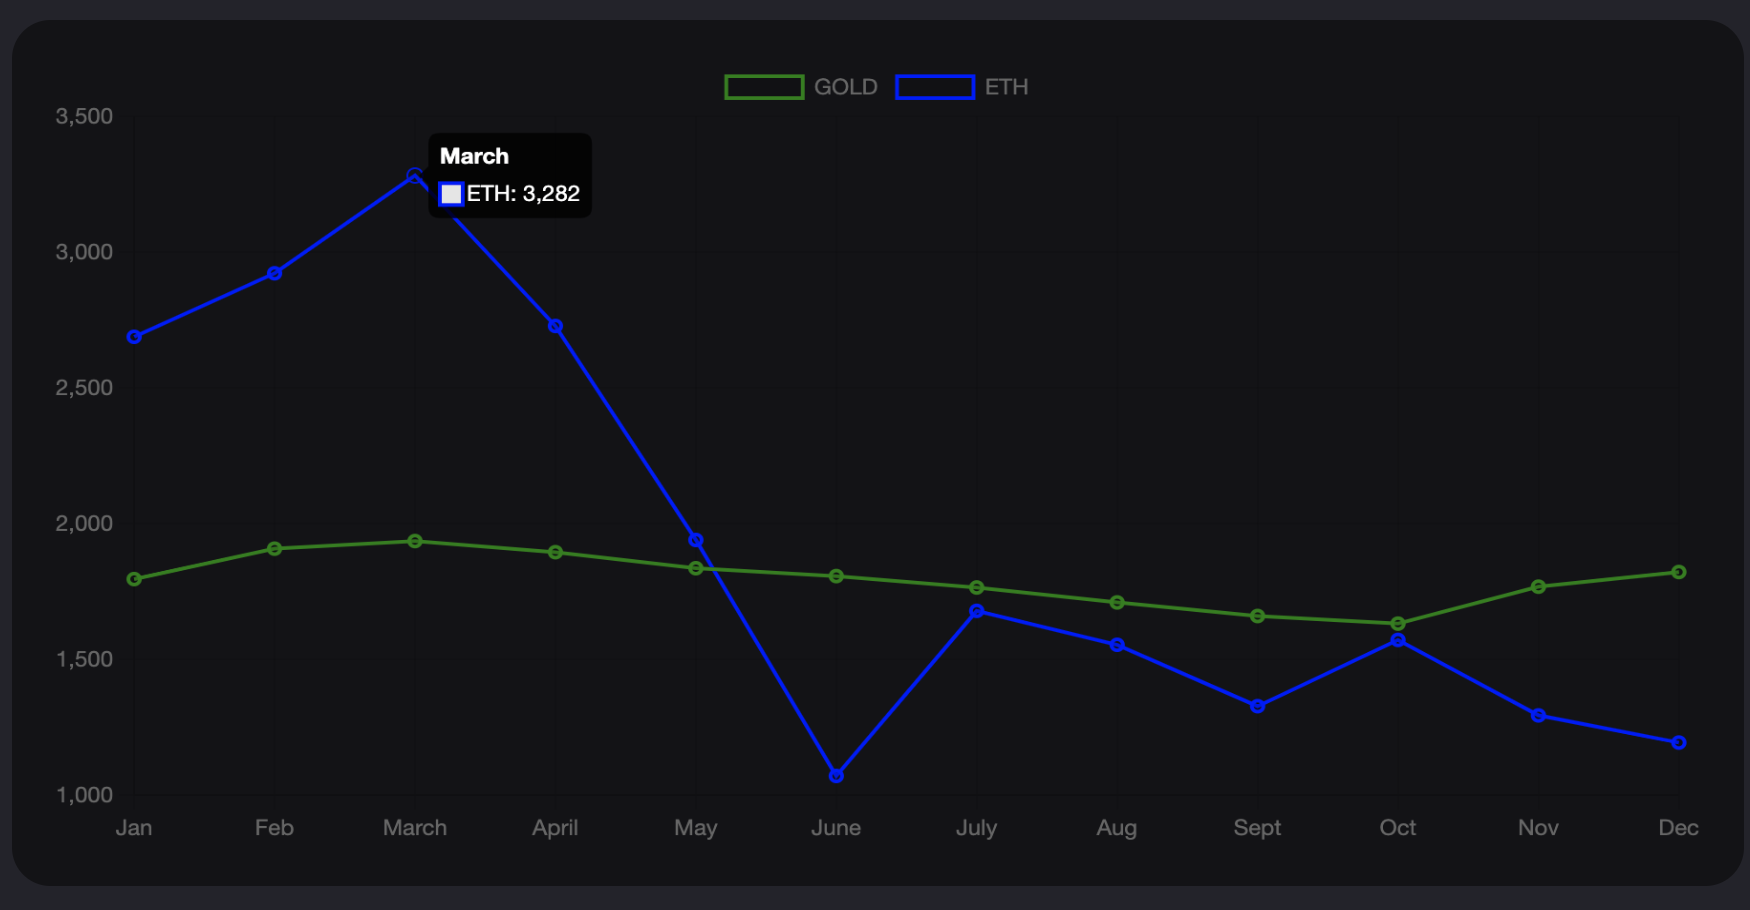 GOLD ETH
3,500
March
ETH: 3,282
3,000
2,500
2,000
1,500
1,000
Jan Feb March April May June July Aug Sept Oct Nov Dec